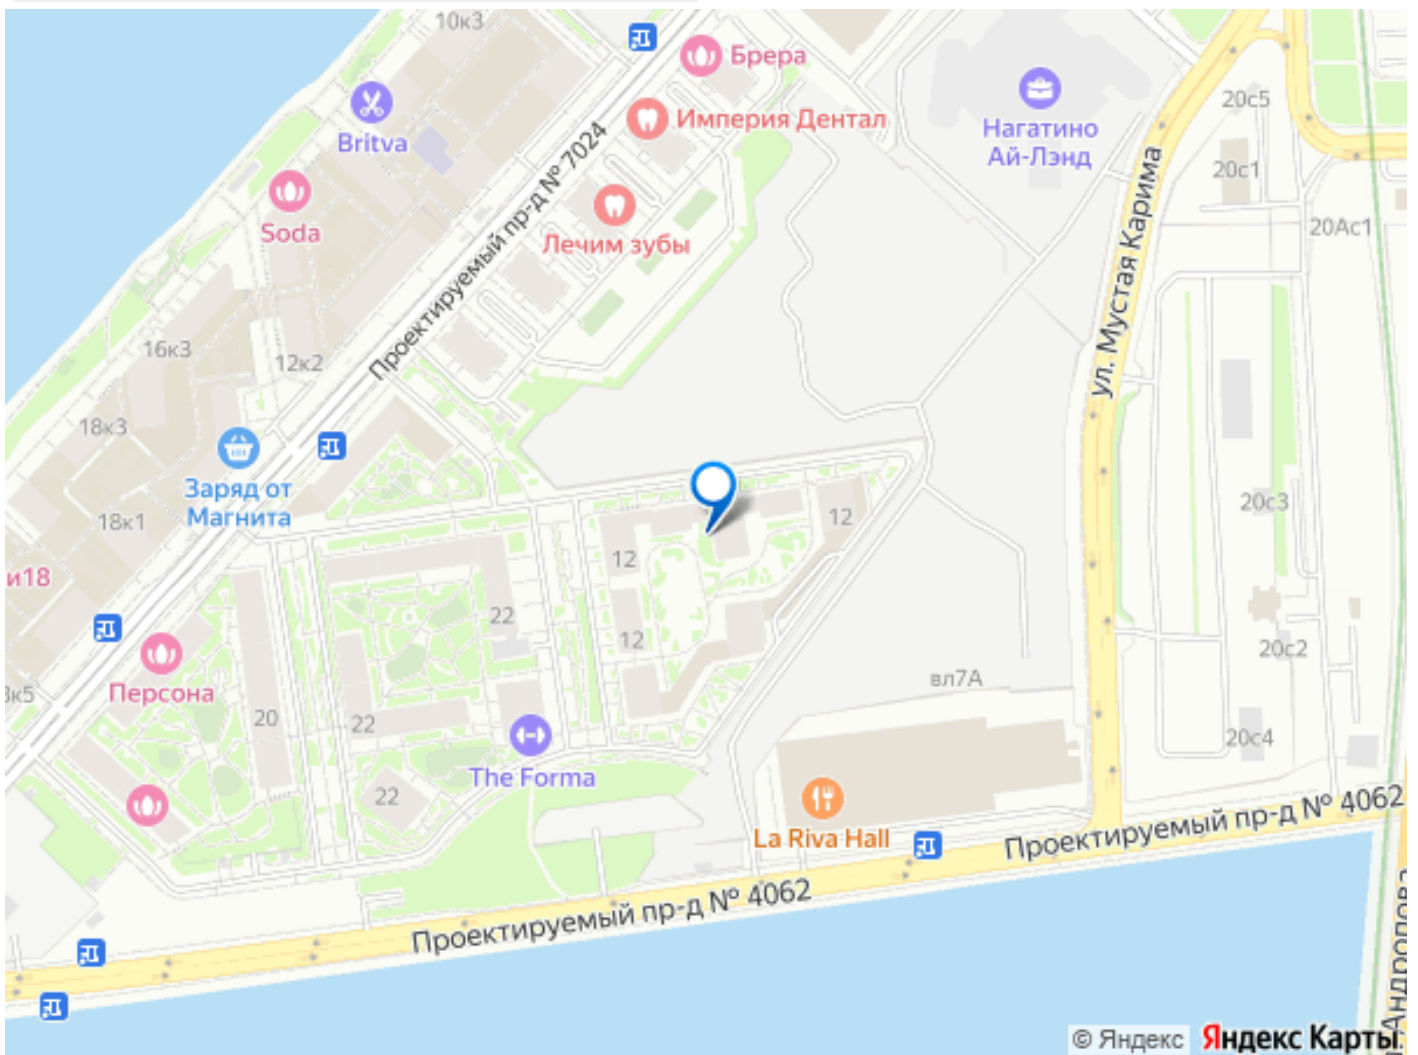 10к3
Брера
Britva
Империя Дентал
Нагатино
Ай-Лэнд
20с5
20с1
Soda
Лечим зубы
20Ас1
Проектируемый пр-д № 7024
ул. Мустая Карима
16к3
12к2
18к3
Заряд от
Магнита
18к1
12
20с3
12
и18
22
12
20с2
Персона
вл7А
3к5
20
22
20с4
The Forma
22
La Riva Hall
Проектируемый пр-д № 4062
Проектируемый пр-д № 4062
Андропова
© Яндекс Яндекс Карты